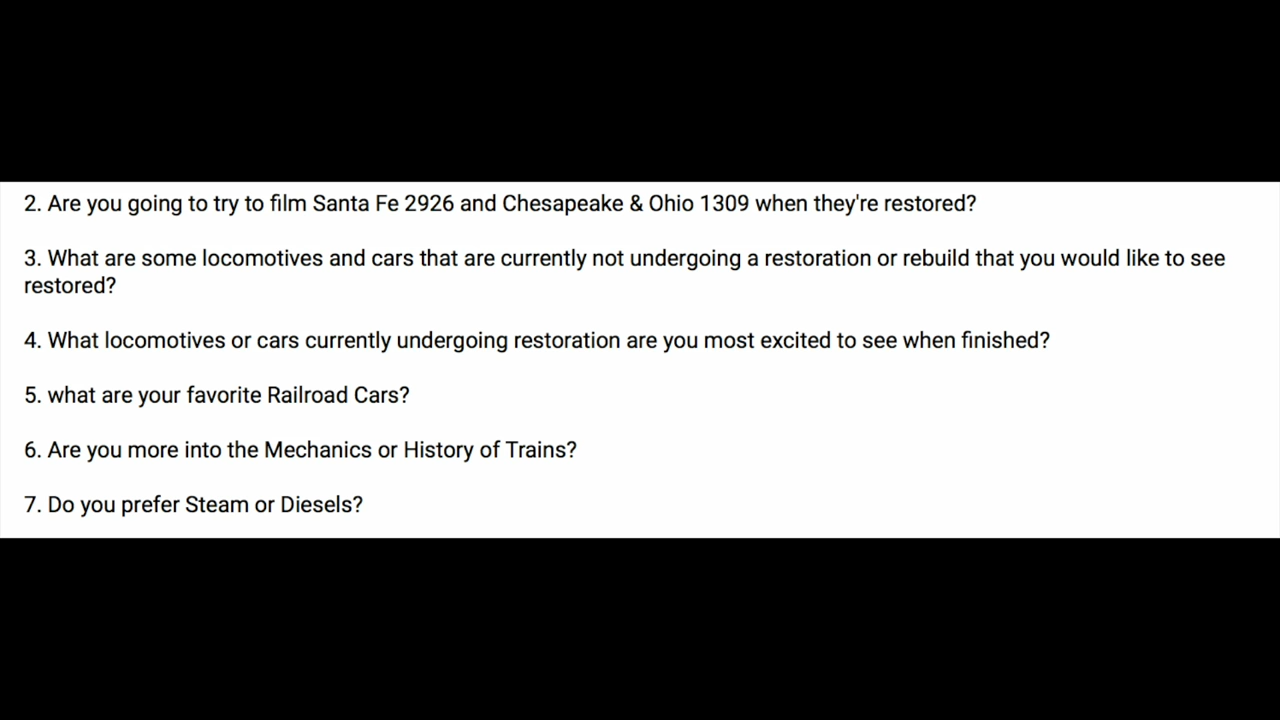 2. Are you going to try to film Santa Fe 2926 and Chesapeake & Ohio 1309 when they're restored?
3. What are some locomotives and cars that are currently not undergoing a restoration or rebuild that you would like to see
restored?
4. What locomotives or cars currently undergoing restoration are you most excited to see when finished?
5. what are your favorite Railroad Cars?
6. Are you more into the Mechanics or History of Trains?
7. Do you prefer Steam or Diesels?